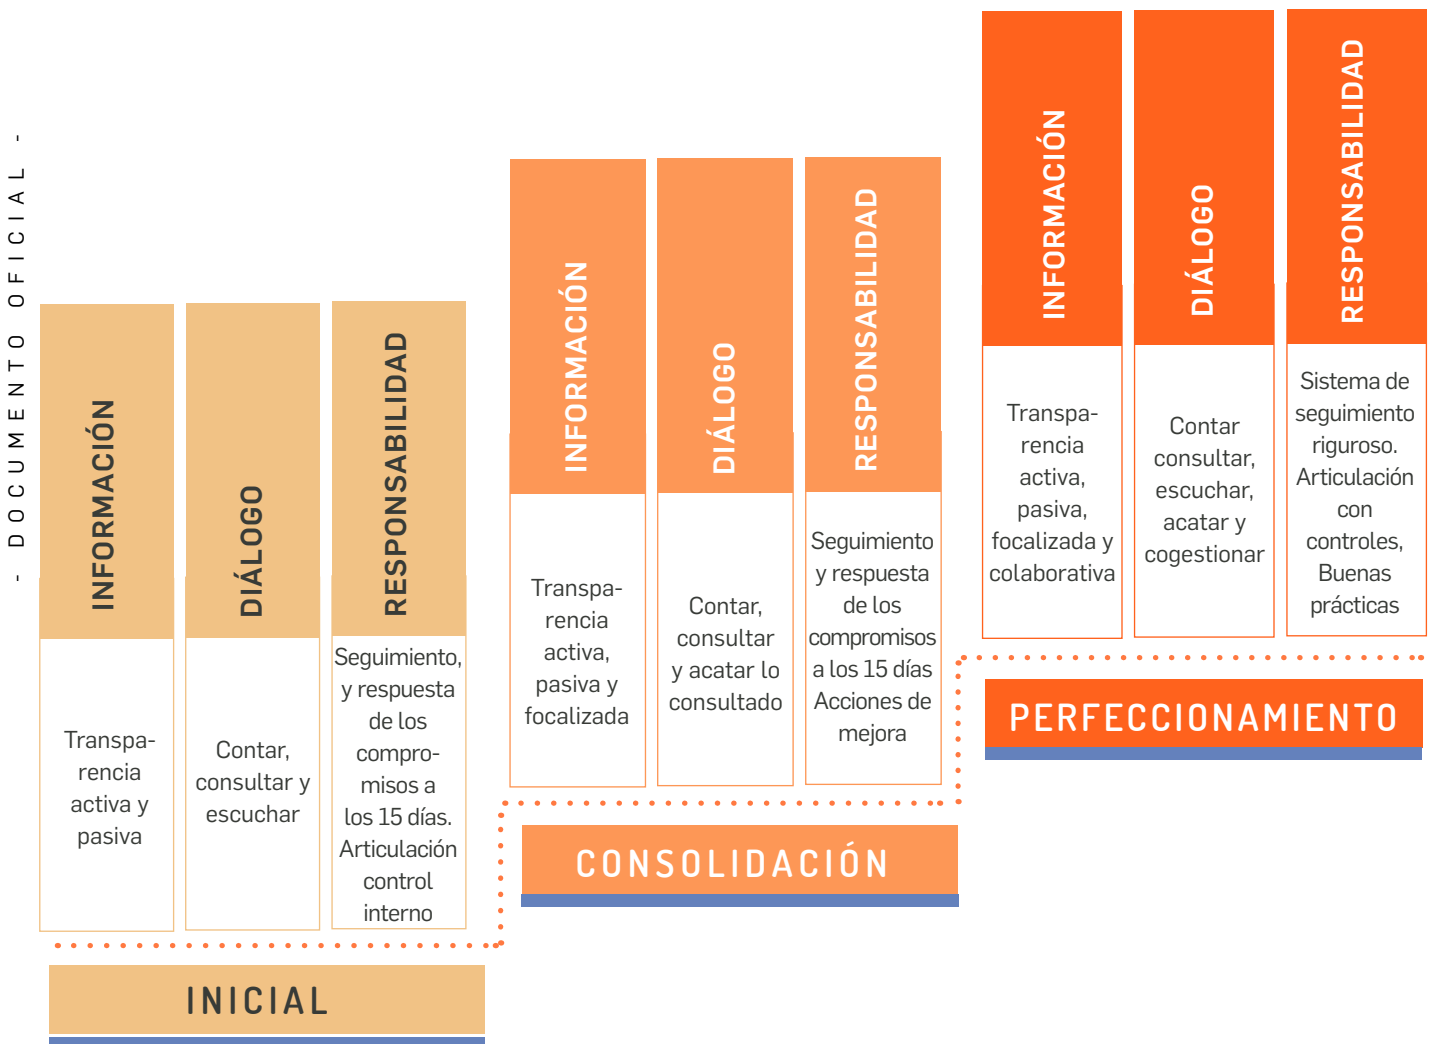 - DOCUMENTO OFICIAL -
INFORMACIÓN
Transpa-
rencia
activa y
pasiva
DIÁLOGO
Contar,
consultar y
escuchar
RESPONSABILIDAD
Seguimiento,
y respuesta
de los
compro-
misos a
los 15 días.
Articulación
control
interno
INICIAL
INFORMACIÓN
Transpa-
rencia
activa,
pasiva y
focalizada
DIÁLOGO
Contar,
consultar
y acatar lo
consultado
RESPONSABILIDAD
Seguimiento
y respuesta
de los
compromisos
a los 15 días
Acciones de
mejora
CONSOLIDACIÓN
INFORMACIÓN
Transpa-
rencia
activa,
pasiva,
focalizada y
colaborativa
DIÁLOGO
Contar
consultar,
escuchar,
acatar y
cogestionar
RESPONSABILIDAD
Sistema de
seguimiento
riguroso.
Articulación
con
controles,
Buenas
prácticas
PERFECCIONAMIENTO